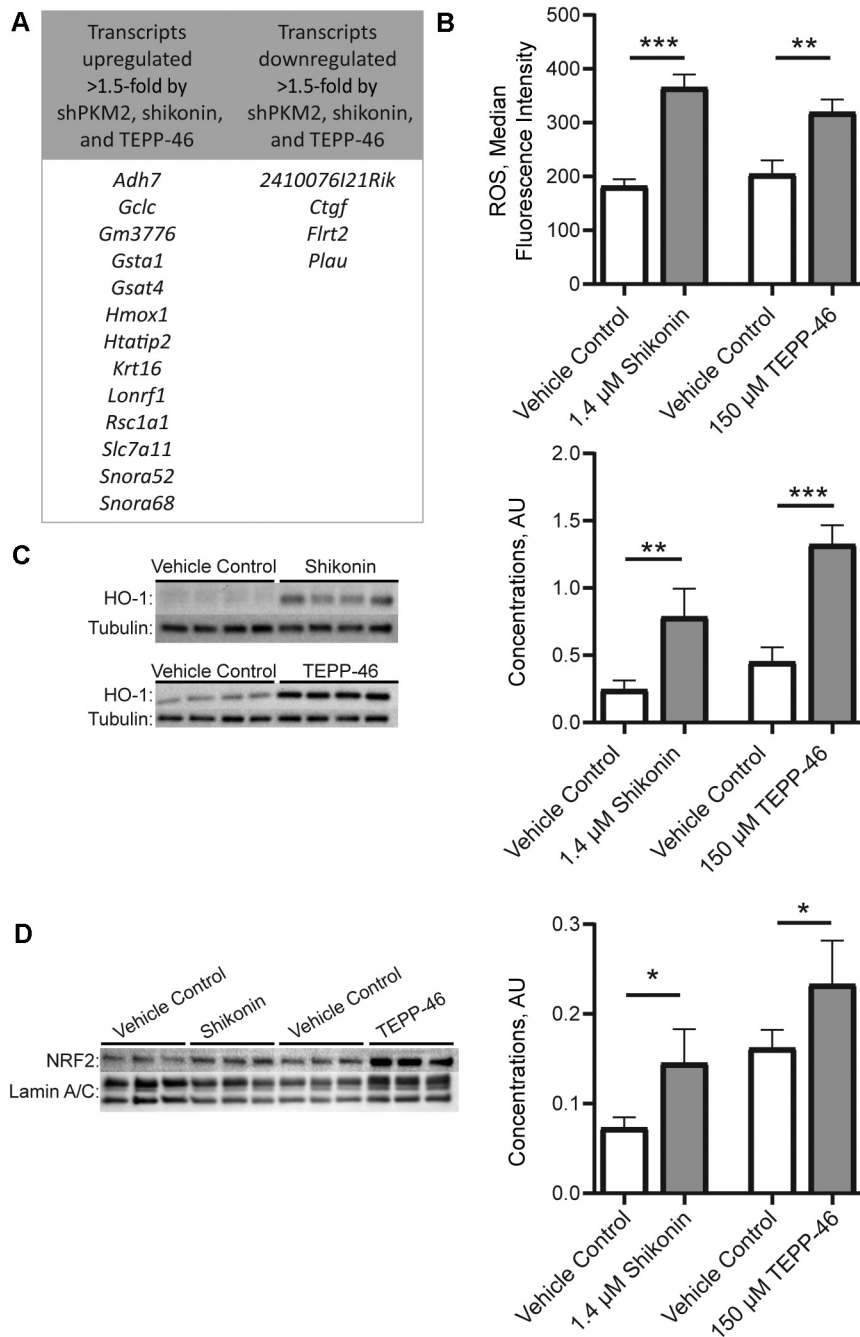 A
Transcripts
upregulated
>1.5-fold by
shPKM2, shikonin,
and TEPP-46
Transcripts
downregulated
>1.5-fold by
shPKM2, shikonin,
and TEPP-46
Adh7
Gclc
Gm3776
Gsta1
Gsat4
Hmox1
Htatip2
Krt16
Lonrf1
Rsc1a1
Slc7a11
Snora52
Snora68
2410076I21Rik
Ctgf
Flrt2
Plau
B
ROS, Median
Fluorescence Intensity
500
400
300
200
100
0
***
**
Vehicle Control
1.4 µM Shikonin
Vehicle Control
150 µM TEPP-46
C
Vehicle Control Shikonin
HO-1:
Tubulin:
Vehicle Control TEPP-46
HO-1:
Tubulin:
Concentrations, AU
2.0
1.5
1.0
0.5
0.0
**
***
Vehicle Control
1.4 µM Shikonin
Vehicle Control
150 µM TEPP-46
D
Vehicle Control
Shikonin
Vehicle Control
TEPP-46
NRF2:
Lamin A/C:
Concentrations, AU
0.3
0.2
0.1
0.0
*
*
Vehicle Control
1.4 µM Shikonin
Vehicle Control
150 µM TEPP-46